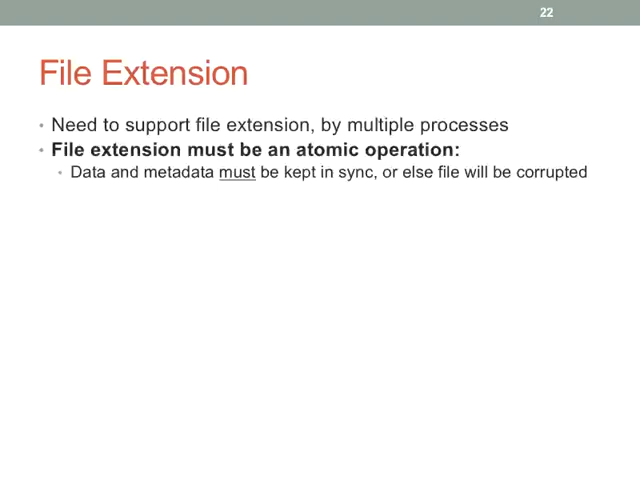 22
File Extension
• Need to support file extension, by multiple processes
• File extension must be an atomic operation:
• Data and metadata must be kept in sync, or else file will be corrupted